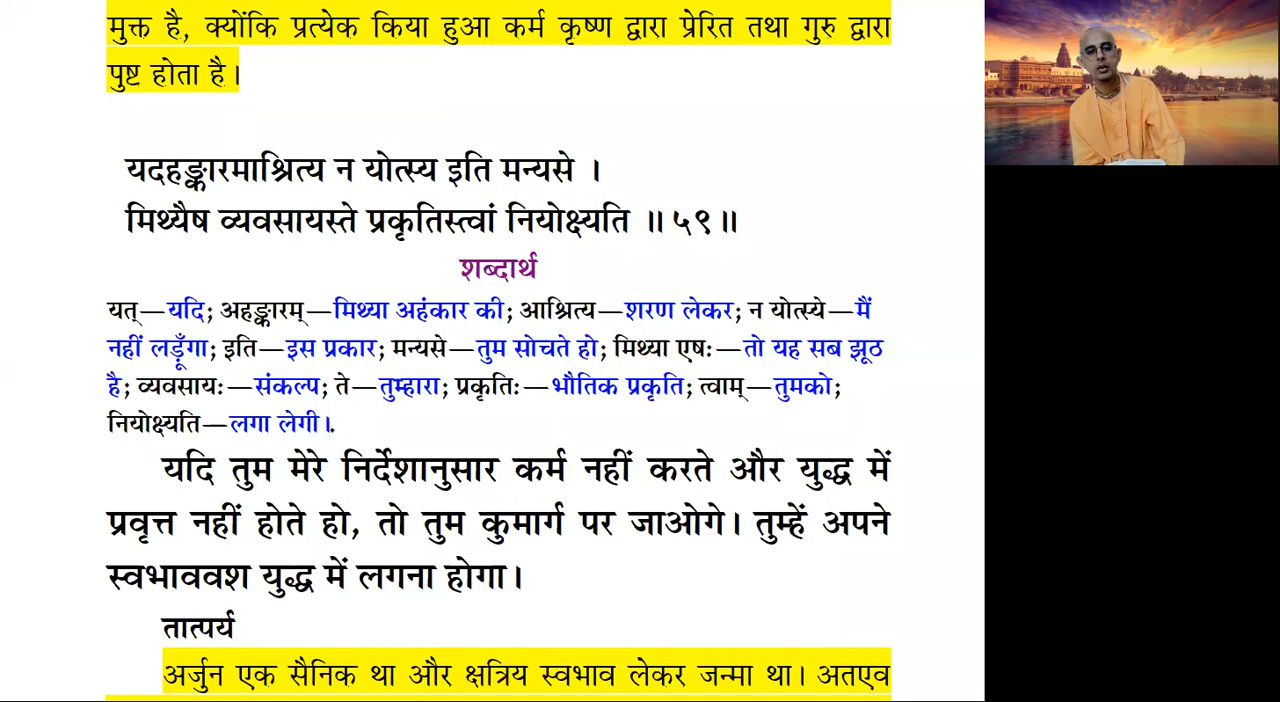 मुक्त है, क्योंकि प्रत्येक किया हुआ कर्म कृष्ण द्वारा प्रेरित तथा गुरु द्वारा
पुष्ट होता है।
यदहङ्कारमाश्रित्य न योत्स्य इति मन्यसे ।
मिथ्यैष व्यवसायस्ते प्रकृतिस्त्वां नियोक्ष्यति ॥ ५९॥
शब्दार्थ
यत्—यदि; अहङ्कारम्—मिथ्या अहंकार की; आश्रित्य—शरण लेकर; न योत्स्ये—मैं
नहीं लड़ूँगा; इति—इस प्रकार; मन्यसे—तुम सोचते हो; मिथ्या एषः—तो यह सब झूठ
है; व्यवसायः—संकल्प; ते—तुम्हारा; प्रकृतिः—भौतिक प्रकृति; त्वाम्—तुमको;
नियोक्ष्यति—लगा लेगी।.
यदि तुम मेरे निर्देशानुसार कर्म नहीं करते और युद्ध में
प्रवृत्त नहीं होते हो, तो तुम कुमार्ग पर जाओगे। तुम्हें अपने
स्वभाववश युद्ध में लगना होगा।
तात्पर्य
अर्जुन एक सैनिक था और क्षत्रिय स्वभाव लेकर जन्मा था। अतएव